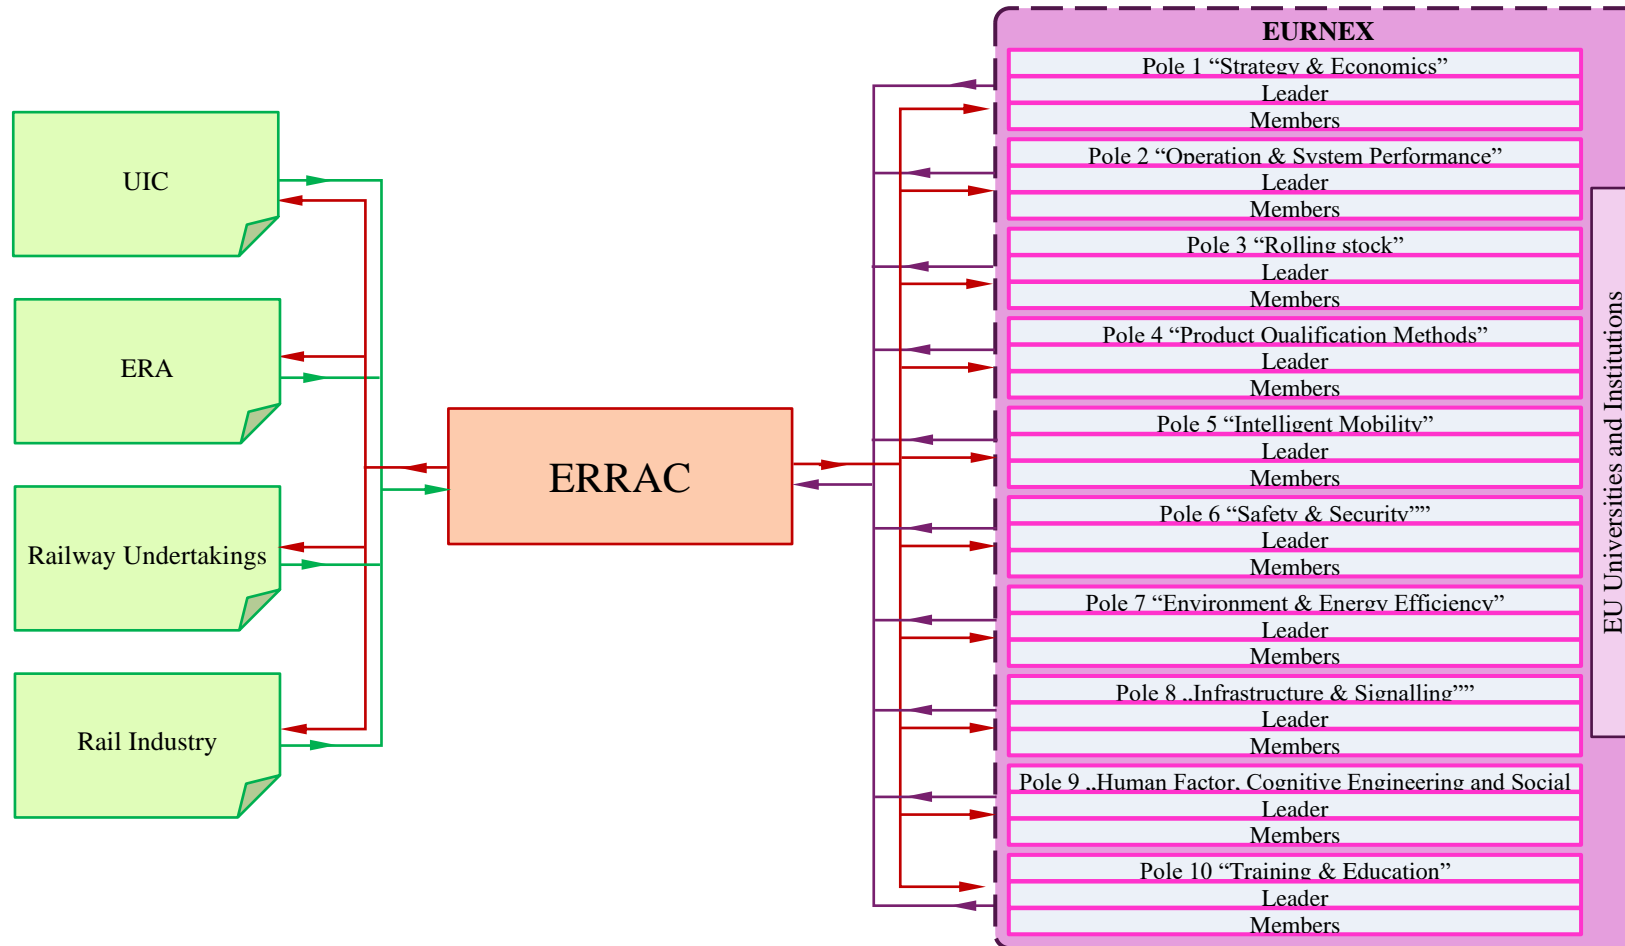 UIC
ERA
Railway Undertakings
Rail Industry
ERRAC
EURNEX
Pole 1 “Strategy & Economics”
Leader
Members
Pole 2 “Operation & System Performance”
Leader
Members
Pole 3 “Rolling stock”
Leader
Members
Pole 4 “Product Qualification Methods”
Leader
Members
Pole 5 “Intelligent Mobility”
Leader
Members
Pole 6 “Safety & Security””
Leader
Members
Pole 7 “Environment & Energy Efficiency”
Leader
Members
Pole 8 „Infrastructure & Signalling””
Leader
Members
Pole 9 „Human Factor, Cognitive Engineering and Social
Leader
Members
Pole 10 “Training & Education”
Leader
Members
EU Universities and Institutions